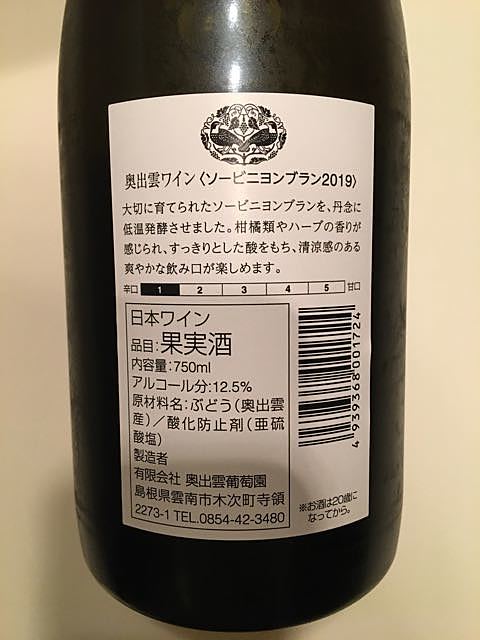 奥出雲ワイン〈ソービニヨンブラン2019〉
大切に育てられたソービニヨンブランを、丹念に
低温発酵させました。柑橘類やハーブの香りが
感じられ、すっきりとした酸をもち、清涼感のある
爽やかな飲み口が楽しめます。
辛口 1 2 3 4 5 甘口
日本ワイン
品目:果実酒
内容量:750ml
アルコール分:12.5%
原材料名:ぶどう(奥出雲
産)／酸化防止剤(亜硫
酸塩)
製造者
有限会社 奥出雲葡萄園
島根県雲南市木次町寺領
2273-1 TEL.0854-42-3480
4939368001724
※お酒は20歳に
なってから。